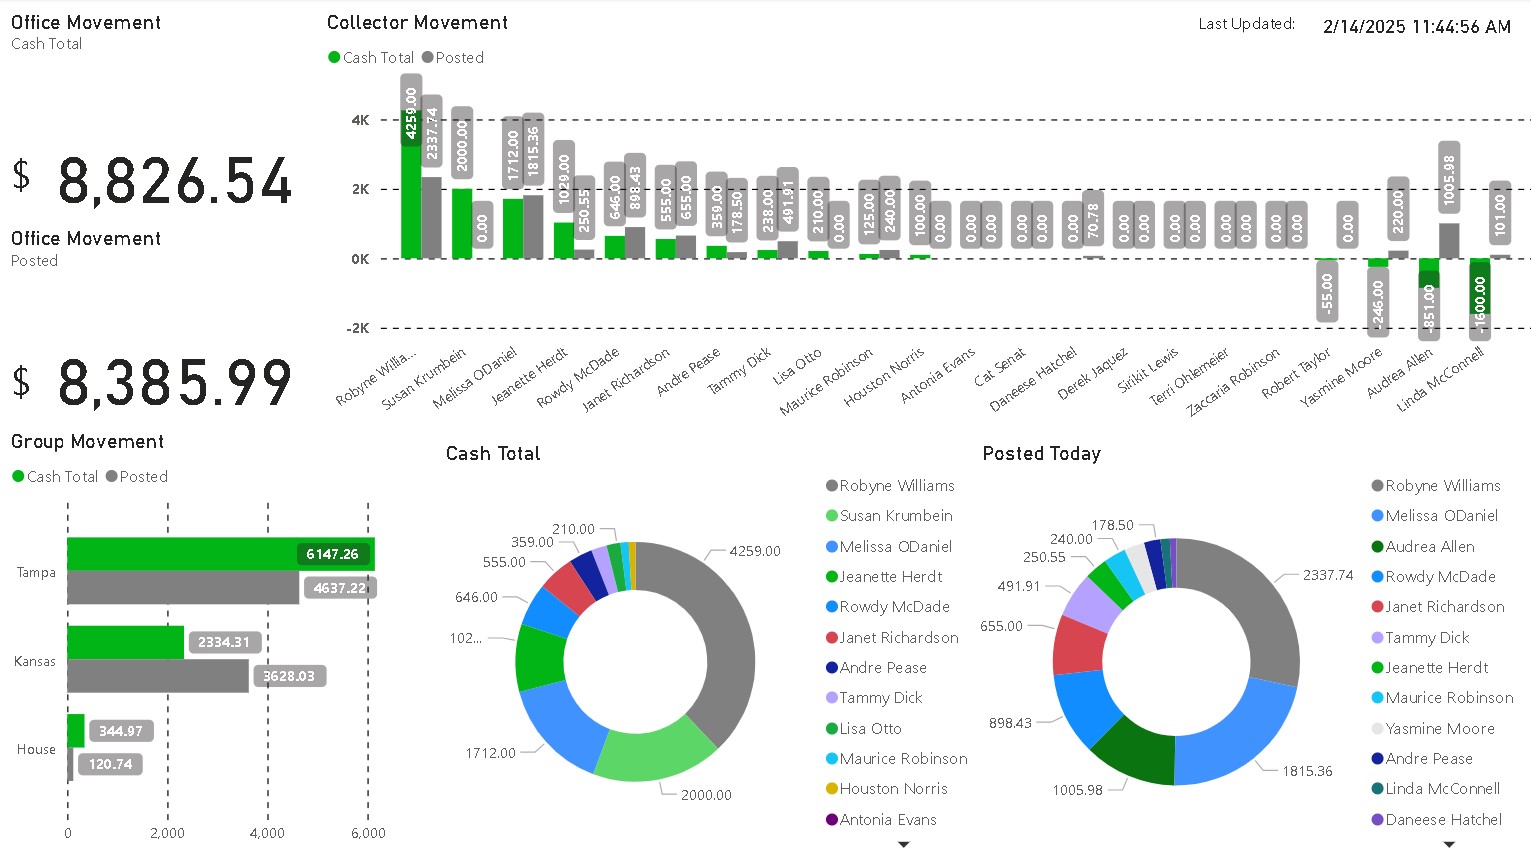 Office Movement
Cash Total
$ 8,826.54
Office Movement
Posted
$ 8,385.99
Collector Movement
Last Updated: 2/14/2025 11:44:56 AM
Cash Total Posted
4K
2K
0K
-2K
4259.00 2337.74 2000.00 0.00 1712.00 1815.36 1029.00 250.55 646.00 898.43 555.00 655.00 359.00 178.50 238.00 491.91 210.00 0.00 125.00 240.00 100.00 0.00 0.00 0.00 0.00 0.00 0.00 70.78 0.00 0.00 0.00 0.00 0.00 0.00 0.00 0.00 -55.00 0.00 -246.00 220.00 -851.00 1005.98 -1600.00 101.00
Robyne Willia...
Susan Krumbein
Melissa ODaniel
Jeanette Herdt
Rowdy McDade
Janet Richardson
Andre Pease
Tammy Dick
Lisa Otto
Maurice Robinson
Houston Norris
Antonia Evans
Cat Senat
Daneese Hatchel
Derek Jaquez
Sirikit Lewis
Terri Ohlemeier
Zaccaria Robinson
Robert Taylor
Yasmine Moore
Audrea Allen
Linda McConnell
Group Movement
Cash Total Posted
Tampa
6147.26
4637.22
Kansas
2334.31
3628.03
House
344.97
120.74
0 2,000 4,000 6,000
Cash Total
210.00
359.00
555.00
646.00
102...
1712.00
2000.00
4259.00
Robyne Williams
Susan Krumbein
Melissa ODaniel
Jeanette Herdt
Rowdy McDade
Janet Richardson
Andre Pease
Tammy Dick
Lisa Otto
Maurice Robinson
Houston Norris
Antonia Evans
Posted Today
178.50
240.00
250.55
491.91
655.00
898.43
1005.98
1815.36
2337.74
Robyne Williams
Melissa ODaniel
Audrea Allen
Rowdy McDade
Janet Richardson
Tammy Dick
Jeanette Herdt
Maurice Robinson
Yasmine Moore
Andre Pease
Linda McConnell
Daneese Hatchel